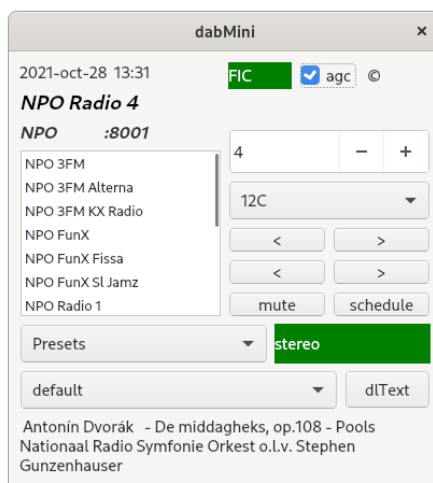 dabMini ×
2021-oct-28 13:31 FIC agc ©
NPO Radio 4
NPO :8001
NPO 3FM
NPO 3FM Alterna
NPO 3FM KX Radio
NPO FunX
NPO FunX Fissa
NPO FunX Sl Jamz
NPO Radio 1
4 − +
12C
< >
< >
mute schedule
Presets stereo
default dlText
Antonín Dvorák - De middagheks, op.108 - Pools
Nationaal Radio Symfonie Orkest o.l.v. Stephen
Gunzenhauser